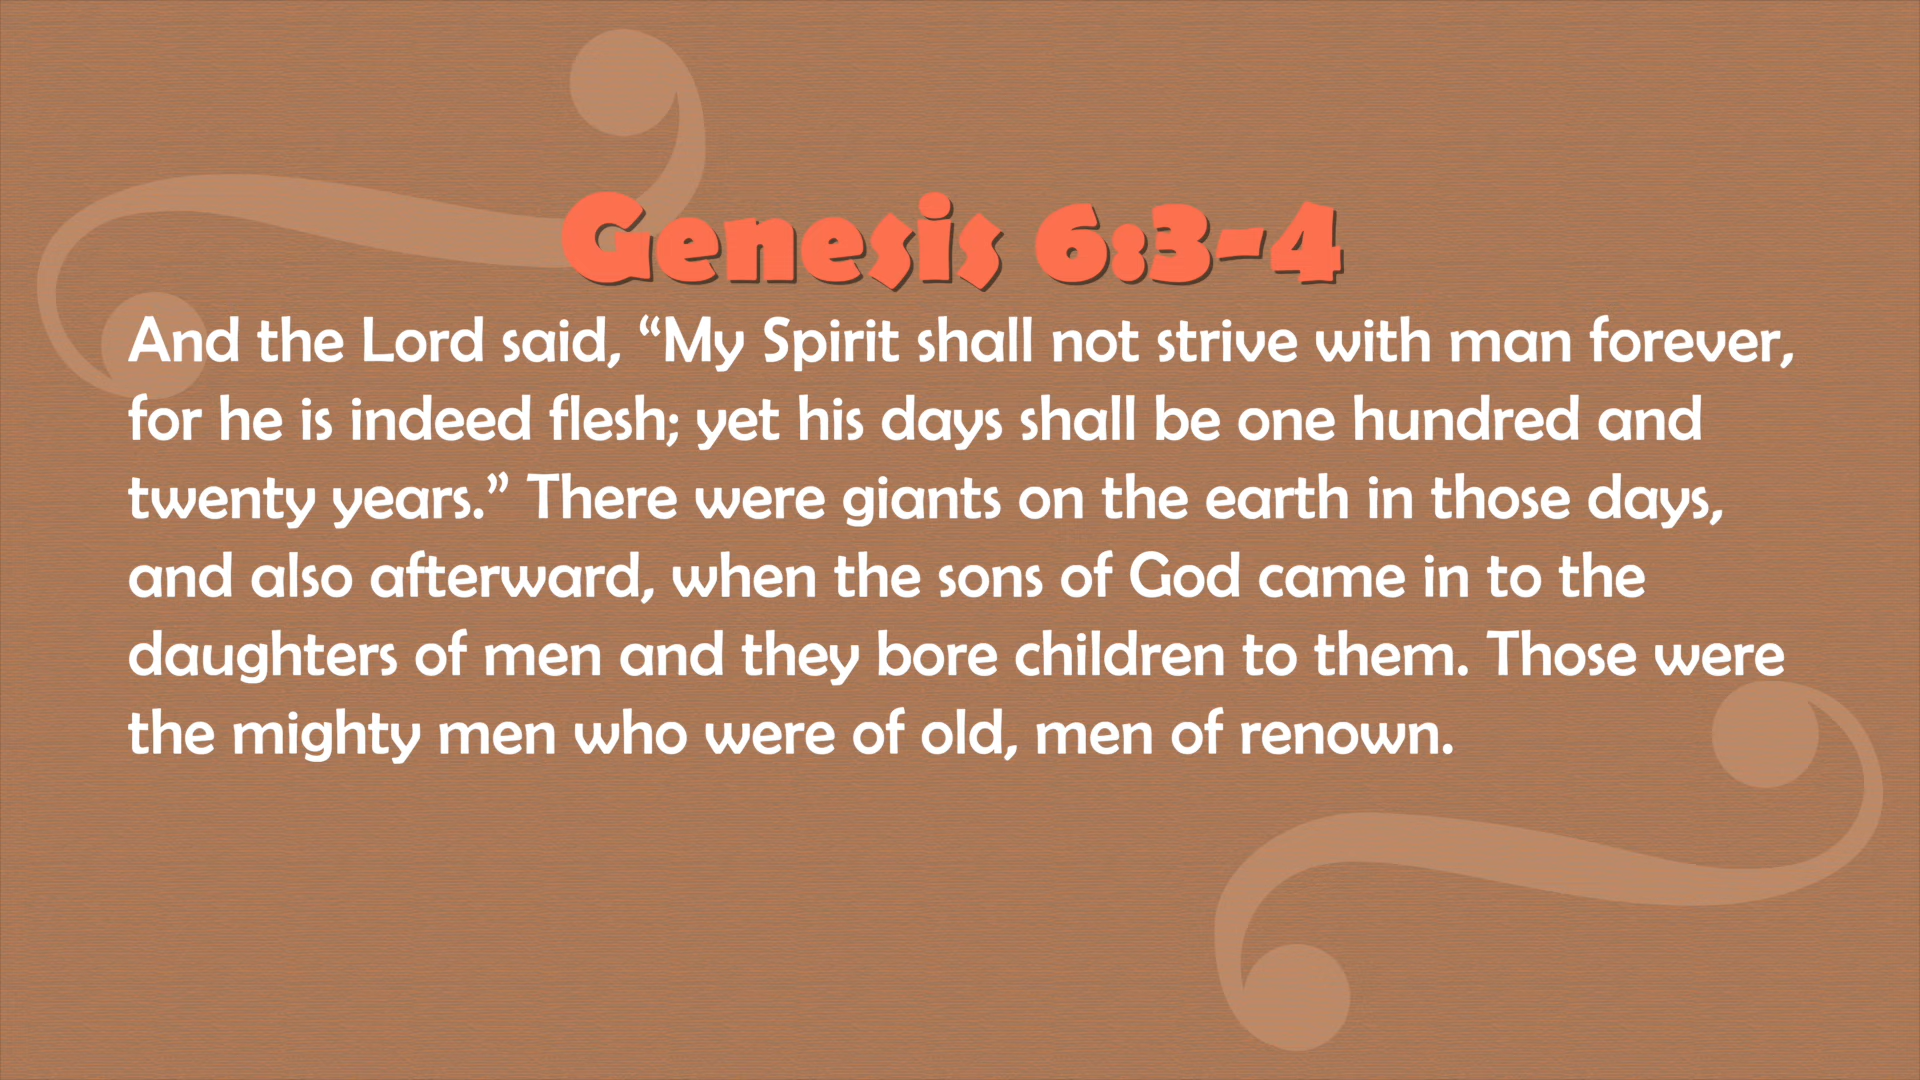 Genesis 6:3-4
And the Lord said, “My Spirit shall not strive with man forever,
for he is indeed flesh; yet his days shall be one hundred and
twenty years.” There were giants on the earth in those days,
and also afterward, when the sons of God came in to the
daughters of men and they bore children to them. Those were
the mighty men who were of old, men of renown.